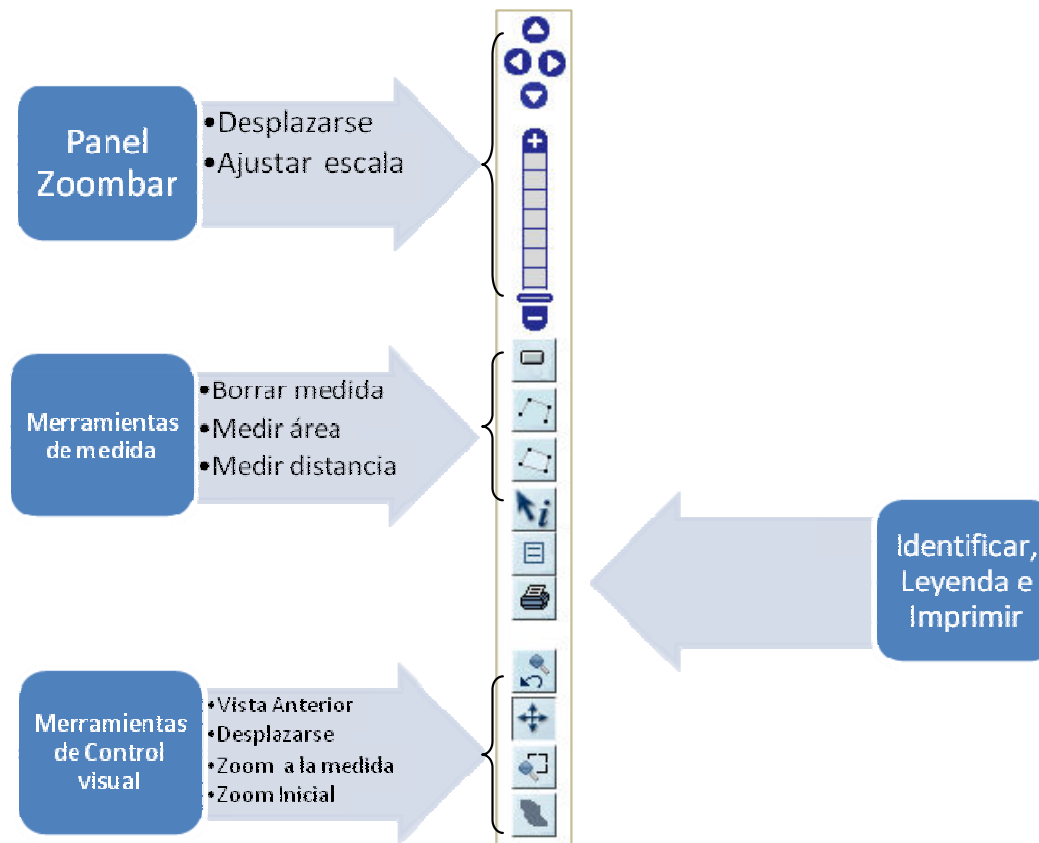 Panel
Zoombar
•Desplazarse
•Ajustar escala
Merramientas
de medida
•Borrar medida
•Medir área
•Medir distancia
Identificar,
Leyenda e
Imprimir
Merramientas
de Control
visual
•Vista Anterior
•Desplazarse
•Zoom a la medida
•Zoom Inicial